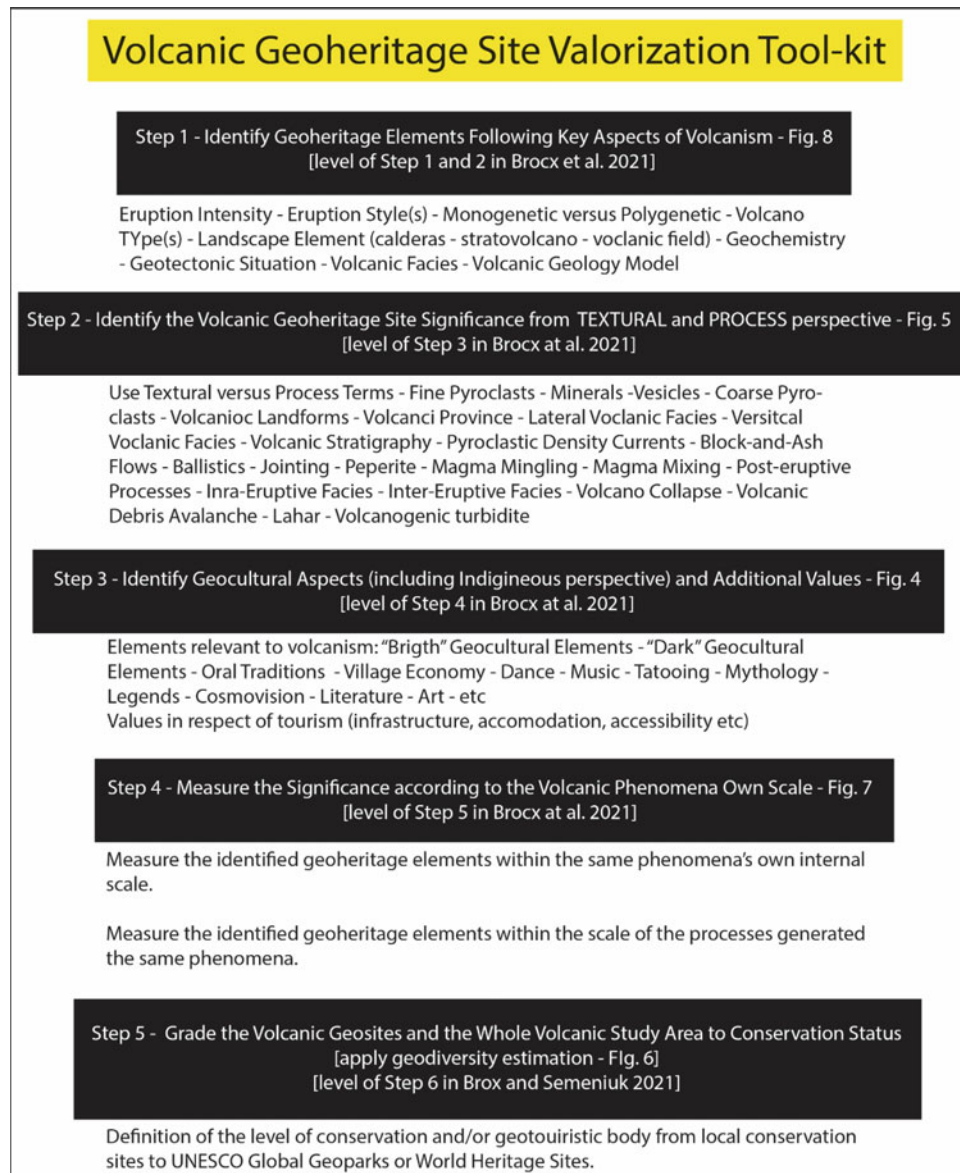 Volcanic Geoheritage Site Valorization Tool-kit
Step 1 - Identify Geoheritage Elements Following Key Aspects of Volcanism - Fig. 8
[level of Step 1 and 2 in Brocx et al. 2021]
Eruption Intensity - Eruption Style(s) - Monogenetic versus Polygenetic - Volcano
TYpe(s) - Landscape Element (calderas - stratovolcano - voclanic field) - Geochemistry
- Geotectonic Situation - Volcanic Facies - Volcanic Geology Model
Step 2 - Identify the Volcanic Geoheritage Site Significance from TEXTURAL and PROCESS perspective - Fig. 5
[level of Step 3 in Brocx at al. 2021]
Use Textural versus Process Terms - Fine Pyroclasts - Minerals -Vesicles - Coarse Pyro-
clasts - Volcanioc Landforms - Volcanci Province - Lateral Voclanic Facies - Versitcal
Voclanic Facies - Volcanic Stratigraphy - Pyroclastic Density Currents - Block-and-Ash
Flows - Ballistics - Jointing - Peperite - Magma Mingling - Magma Mixing - Post-eruptive
Processes - Inra-Eruptive Facies - Inter-Eruptive Facies - Volcano Collapse - Volcanic
Debris Avalanche - Lahar - Volcanogenic turbidite
Step 3 - Identify Geocultural Aspects (including Indigineous perspective) and Additional Values - Fig. 4
[level of Step 4 in Brocx at al. 2021]
Elements relevant to volcanism: “Brigth” Geocultural Elements - “Dark” Geocultural
Elements - Oral Traditions - Village Economy - Dance - Music - Tatooing - Mythology -
Legends - Cosmovision - Literature - Art - etc
Values in respect of tourism (infrastructure, accomodation, accessibility etc)
Step 4 - Measure the Significance according to the Volcanic Phenomena Own Scale - Fig. 7
[level of Step 5 in Brocx at al. 2021]
Measure the identified geoheritage elements within the same phenomena’s own internal
scale.
Measure the identified geoheritage elements within the scale of the processes generated
the same phenomena.
Step 5 - Grade the Volcanic Geosites and the Whole Volcanic Study Area to Conservation Status
[apply geodiversity estimation - FIg. 6]
[level of Step 6 in Brox and Semeniuk 2021]
Definition of the level of conservation and/or geotouiristic body from local conservation
sites to UNESCO Global Geoparks or World Heritage Sites.